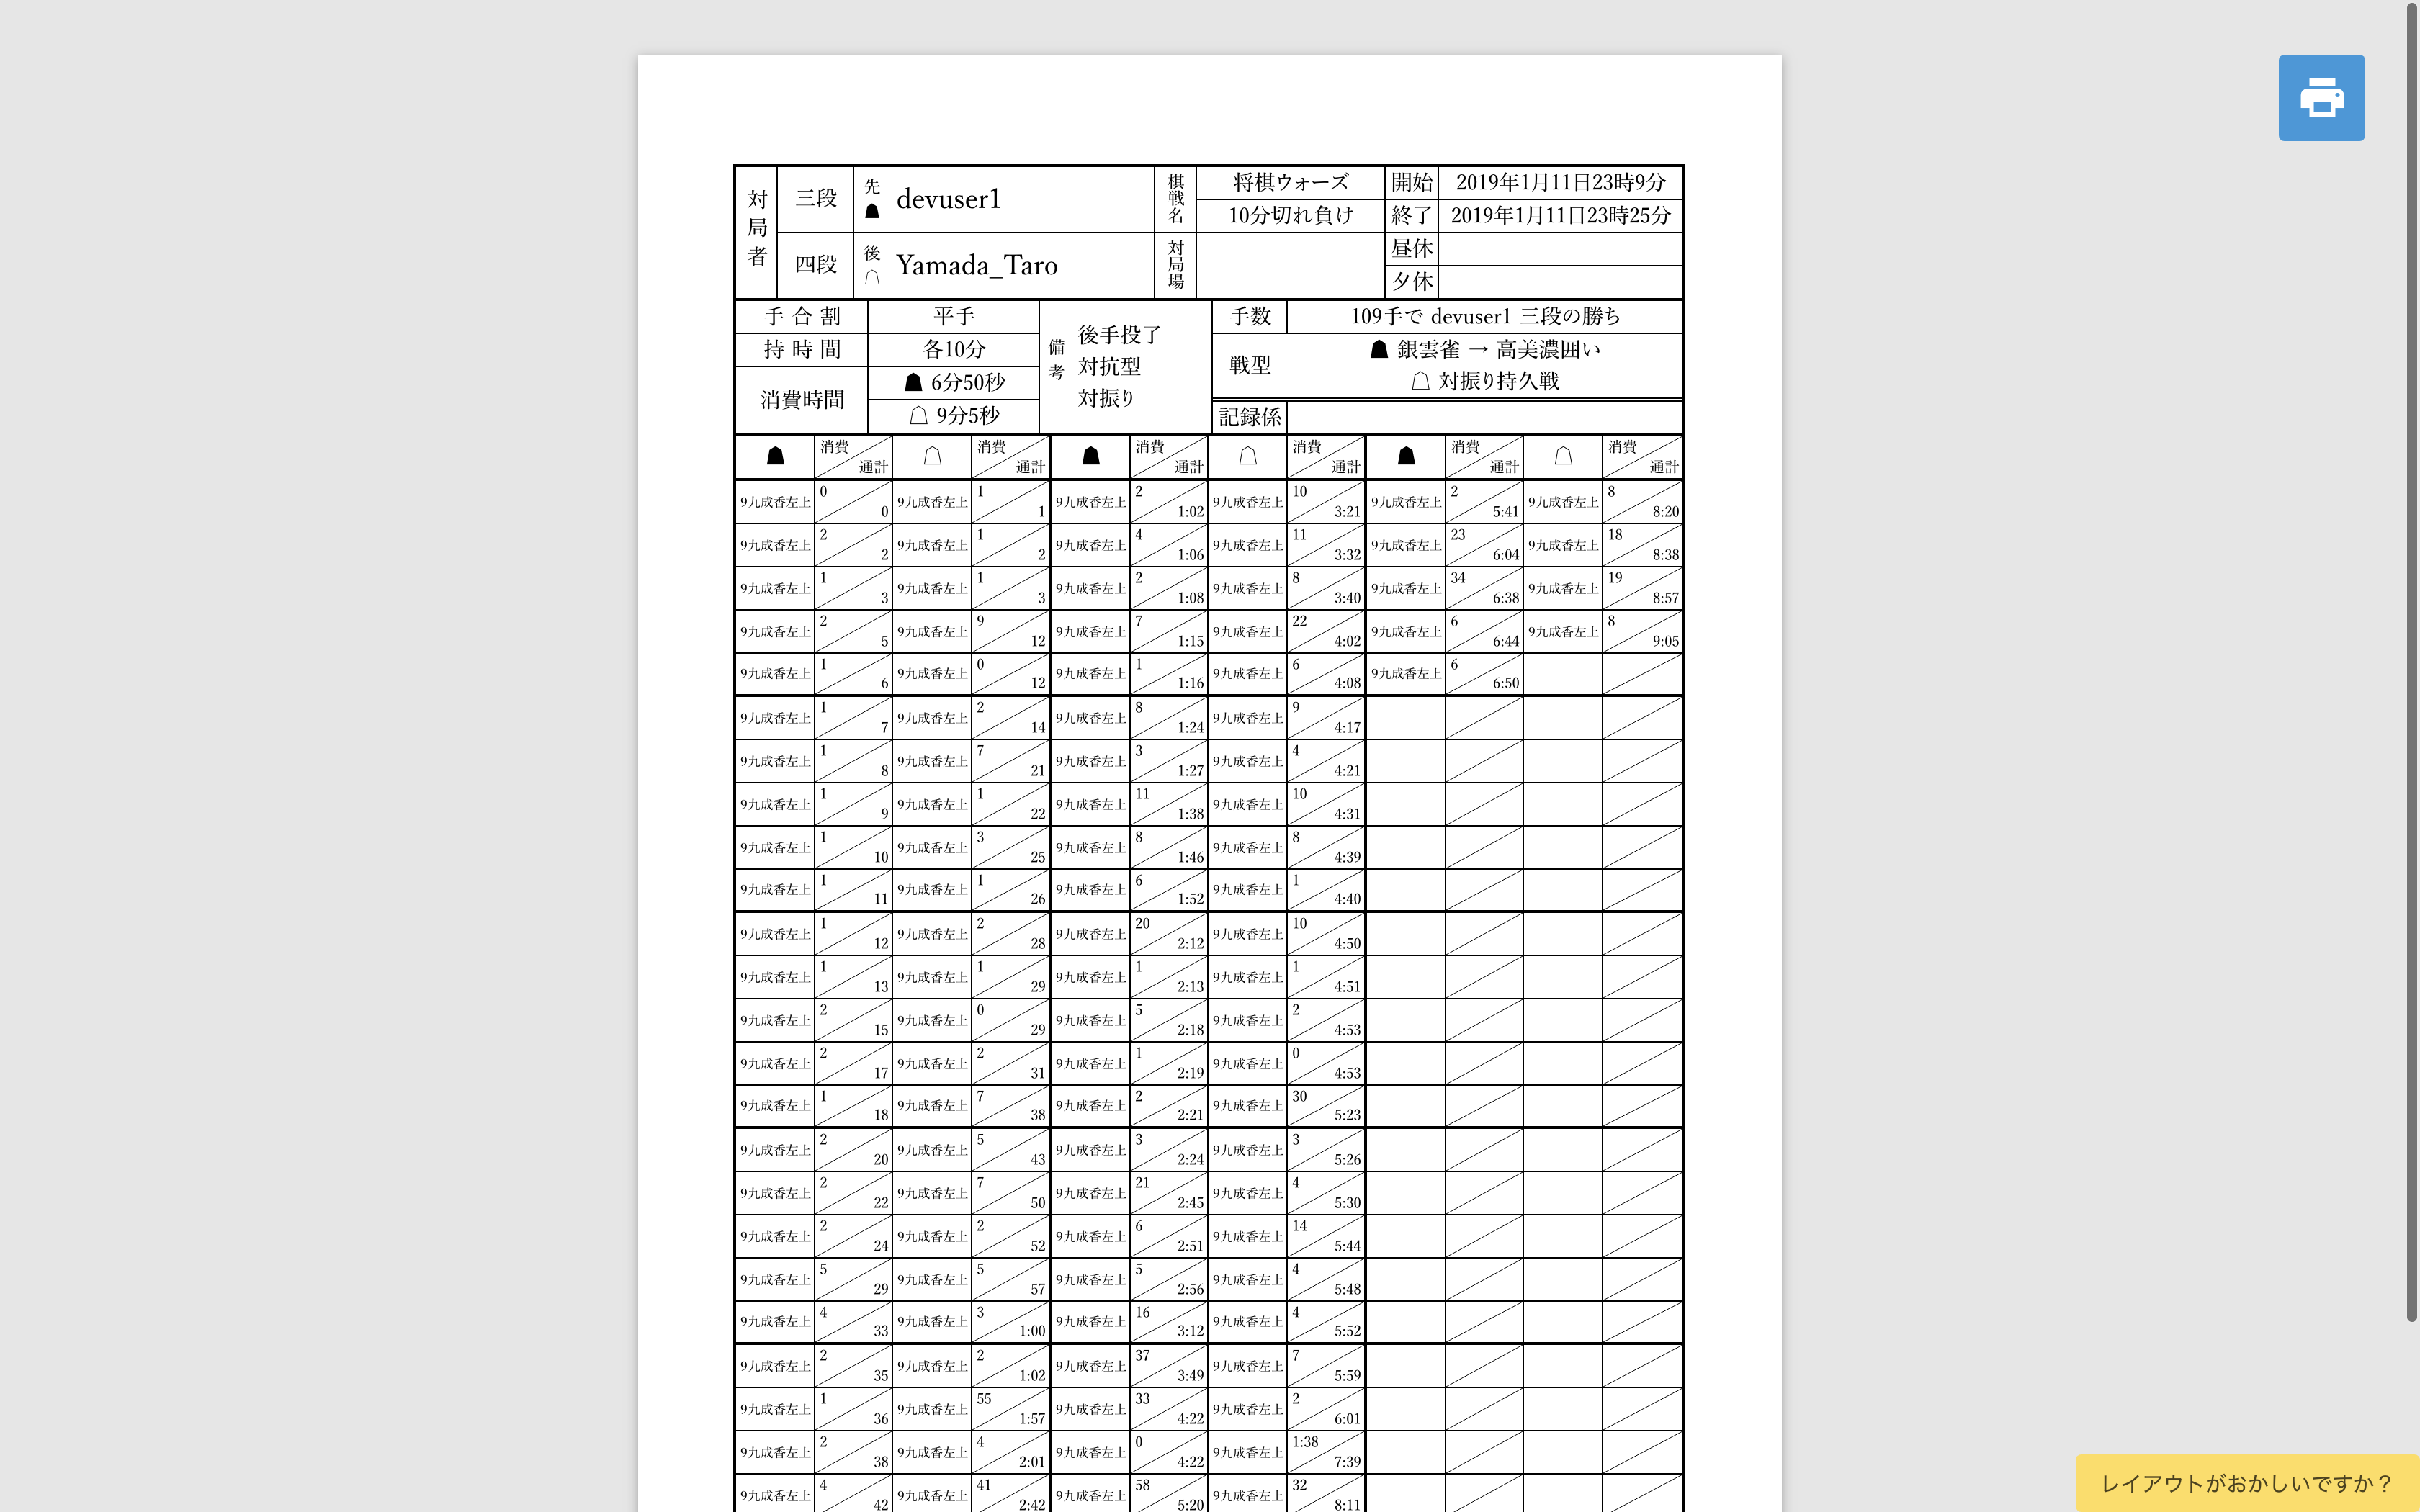 対局者 三段 先 devuser1 棋戦名 将棋ウォーズ 開始 2019年1月11日23時9分
10分切れ負け 終了 2019年1月11日23時25分
四段 後 Yamada_Taro 対局場 昼休
夕休
手合割 平手 備考 後手投了 手数 109手で devuser1 三段の勝ち
持時間 各10分 対抗型 戦型 銀雲雀 → 高美濃囲い
消費時間 6分50秒 対振り 対振り持久戦
9分5秒 記録係
消費 通計 消費 通計 消費 通計 消費 通計 消費 通計 消費 通計
9九成香左上 0 0 9九成香左上 1 1 9九成香左上 2 1:02 9九成香左上 10 3:21 9九成香左上 2 5:41 9九成香左上 8 8:20
9九成香左上 2 2 9九成香左上 1 2 9九成香左上 4 1:06 9九成香左上 11 3:32 9九成香左上 23 6:04 9九成香左上 18 8:38
9九成香左上 1 3 9九成香左上 1 3 9九成香左上 2 1:08 9九成香左上 8 3:40 9九成香左上 34 6:38 9九成香左上 19 8:57
9九成香左上 2 5 9九成香左上 9 12 9九成香左上 7 1:15 9九成香左上 22 4:02 9九成香左上 6 6:44 9九成香左上 8 9:05
9九成香左上 1 6 9九成香左上 0 12 9九成香左上 1 1:16 9九成香左上 6 4:08 9九成香左上 6 6:50
9九成香左上 1 7 9九成香左上 2 14 9九成香左上 8 1:24 9九成香左上 9 4:17
9九成香左上 1 8 9九成香左上 7 21 9九成香左上 3 1:27 9九成香左上 4 4:21
9九成香左上 1 9 9九成香左上 1 22 9九成香左上 11 1:38 9九成香左上 10 4:31
9九成香左上 1 10 9九成香左上 3 25 9九成香左上 8 1:46 9九成香左上 8 4:39
9九成香左上 1 11 9九成香左上 1 26 9九成香左上 6 1:52 9九成香左上 1 4:40
9九成香左上 1 12 9九成香左上 2 28 9九成香左上 20 2:12 9九成香左上 10 4:50
9九成香左上 1 13 9九成香左上 1 29 9九成香左上 1 2:13 9九成香左上 1 4:51
9九成香左上 2 15 9九成香左上 0 29 9九成香左上 5 2:18 9九成香左上 2 4:53
9九成香左上 2 17 9九成香左上 2 31 9九成香左上 1 2:19 9九成香左上 0 4:53
9九成香左上 1 18 9九成香左上 7 38 9九成香左上 2 2:21 9九成香左上 30 5:23
9九成香左上 2 20 9九成香左上 5 43 9九成香左上 3 2:24 9九成香左上 3 5:26
9九成香左上 2 22 9九成香左上 7 50 9九成香左上 21 2:45 9九成香左上 4 5:30
9九成香左上 2 24 9九成香左上 2 52 9九成香左上 6 2:51 9九成香左上 14 5:44
9九成香左上 5 29 9九成香左上 5 57 9九成香左上 5 2:56 9九成香左上 4 5:48
9九成香左上 4 33 9九成香左上 3 1:00 9九成香左上 16 3:12 9九成香左上 4 5:52
9九成香左上 2 35 9九成香左上 2 1:02 9九成香左上 37 3:49 9九成香左上 7 5:59
9九成香左上 1 36 9九成香左上 55 1:57 9九成香左上 33 4:22 9九成香左上 2 6:01
9九成香左上 2 38 9九成香左上 4 2:01 9九成香左上 0 4:22 9九成香左上 1:38 7:39
9九成香左上 4 42 9九成香左上 41 2:42 9九成香左上 58 5:20 9九成香左上 32 8:11
レイアウトがおかしいですか？